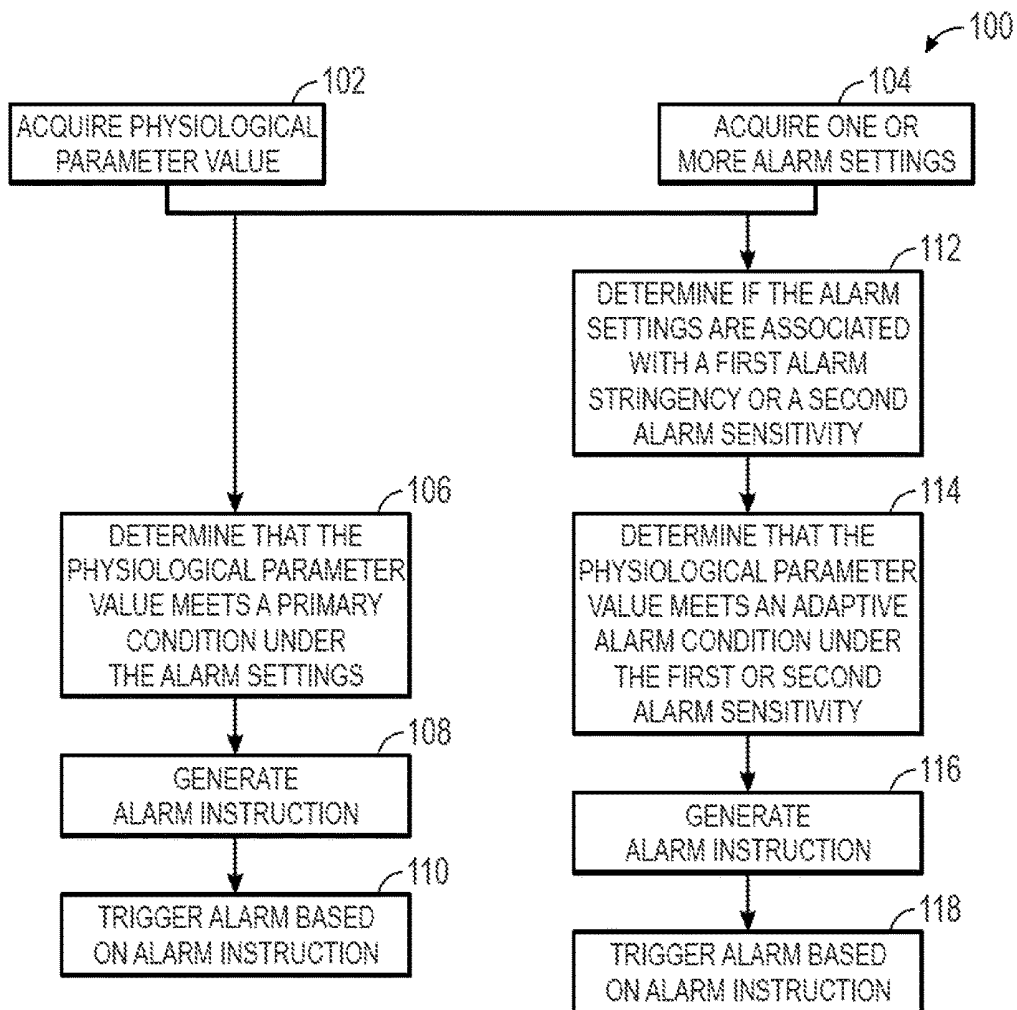 100
102
ACQUIRE PHYSIOLOGICAL
PARAMETER VALUE
104
ACQUIRE ONE OR
MORE ALARM SETTINGS
112
DETERMINE IF THE ALARM
SETTINGS ARE ASSOCIATED
WITH A FIRST ALARM
STRINGENCY OR A SECOND
ALARM SENSITIVITY
106
DETERMINE THAT THE
PHYSIOLOGICAL PARAMETER
VALUE MEETS A PRIMARY
CONDITION UNDER
THE ALARM SETTINGS
114
DETERMINE THAT THE
PHYSIOLOGICAL PARAMETER
VALUE MEETS AN ADAPTIVE
ALARM CONDITION UNDER
THE FIRST OR SECOND
ALARM SENSITIVITY
108
GENERATE
ALARM INSTRUCTION
116
GENERATE
ALARM INSTRUCTION
110
TRIGGER ALARM BASED
ON ALARM INSTRUCTION
118
TRIGGER ALARM BASED
ON ALARM INSTRUCTION